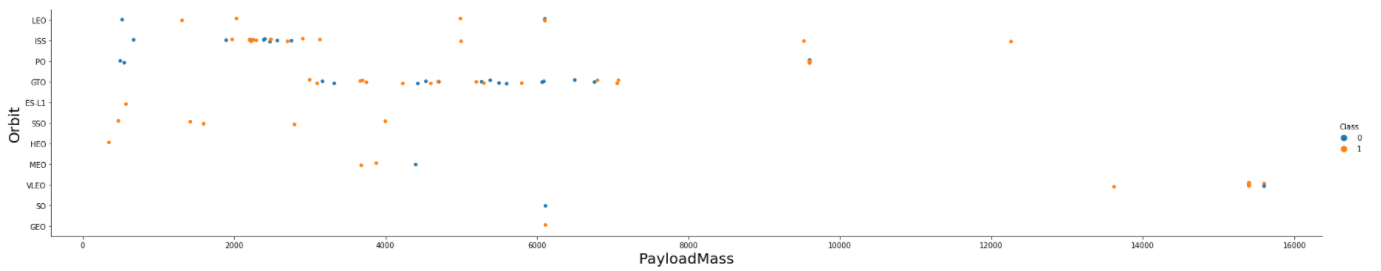 Orbit
LEO
ISS
PO
GTO
ES-L1
SSO
HEO
MEO
VLEO
SO
GEO
0 2000 4000 6000 8000 10000 12000 14000 16000
PayloadMass
Class
0
1